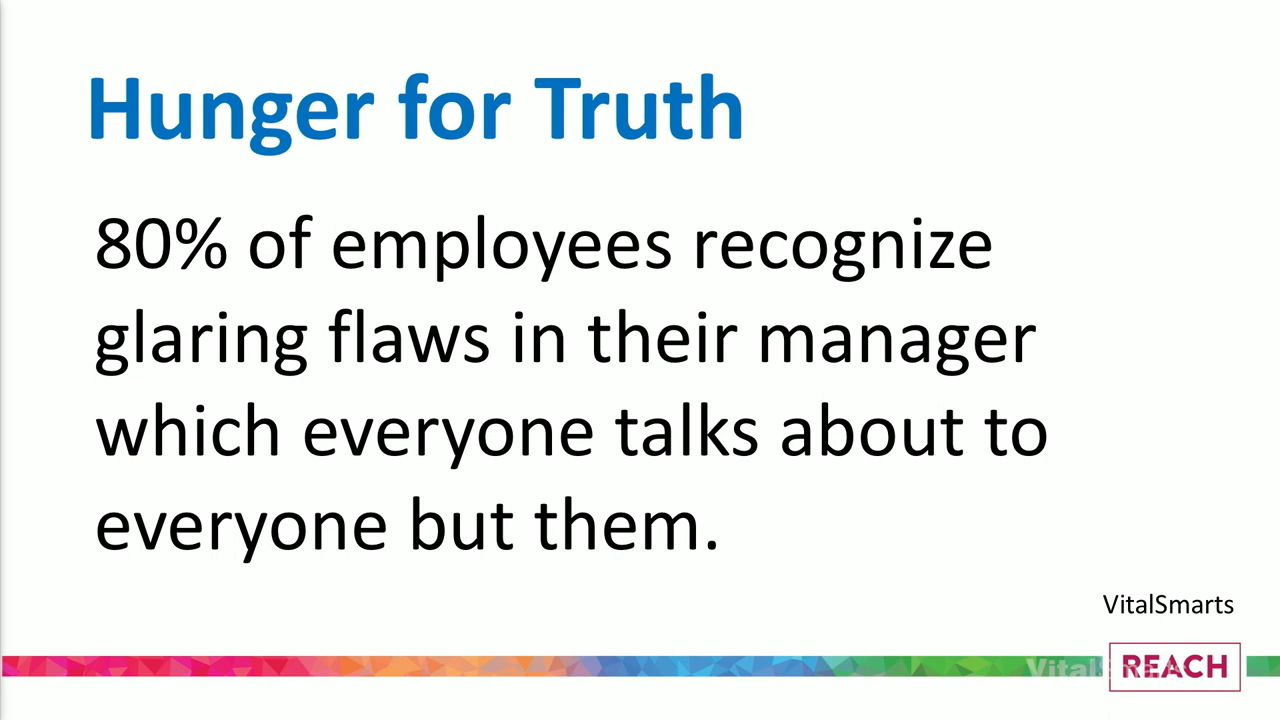 Hunger for Truth
80% of employees recognize
glaring flaws in their manager
which everyone talks about to
everyone but them.
VitalSmarts
VitalSmarts
REACH